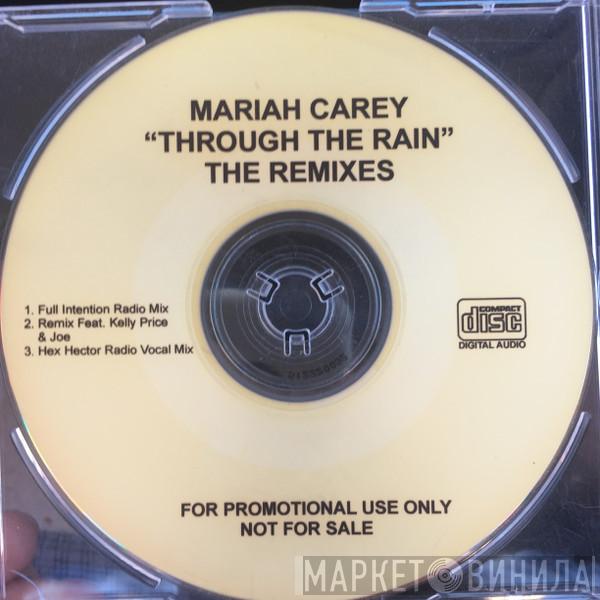 MARIAH CAREY
“THROUGH THE RAIN”
THE REMIXES
1. Full Intention Radio Mix
2. Remix Feat. Kelly Price
& Joe
3. Hex Hector Radio Vocal Mix
COMPACT
disc
DIGITAL AUDIO
FOR PROMOTIONAL USE ONLY
NOT FOR SALE
МАРКЕТ ВИНИЛА